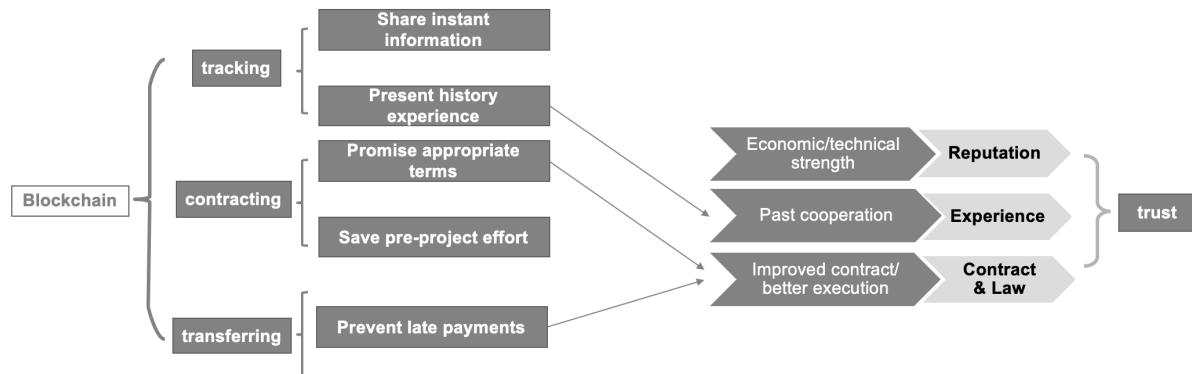 Share instant
information
tracking
Present history
experience
Promise appropriate
terms
Economic/technical
strength
Reputation
Blockchain
contracting
Past cooperation
Experience
trust
Save pre-project effort
Improved contract/
better execution
Contract
& Law
transferring
Prevent late payments